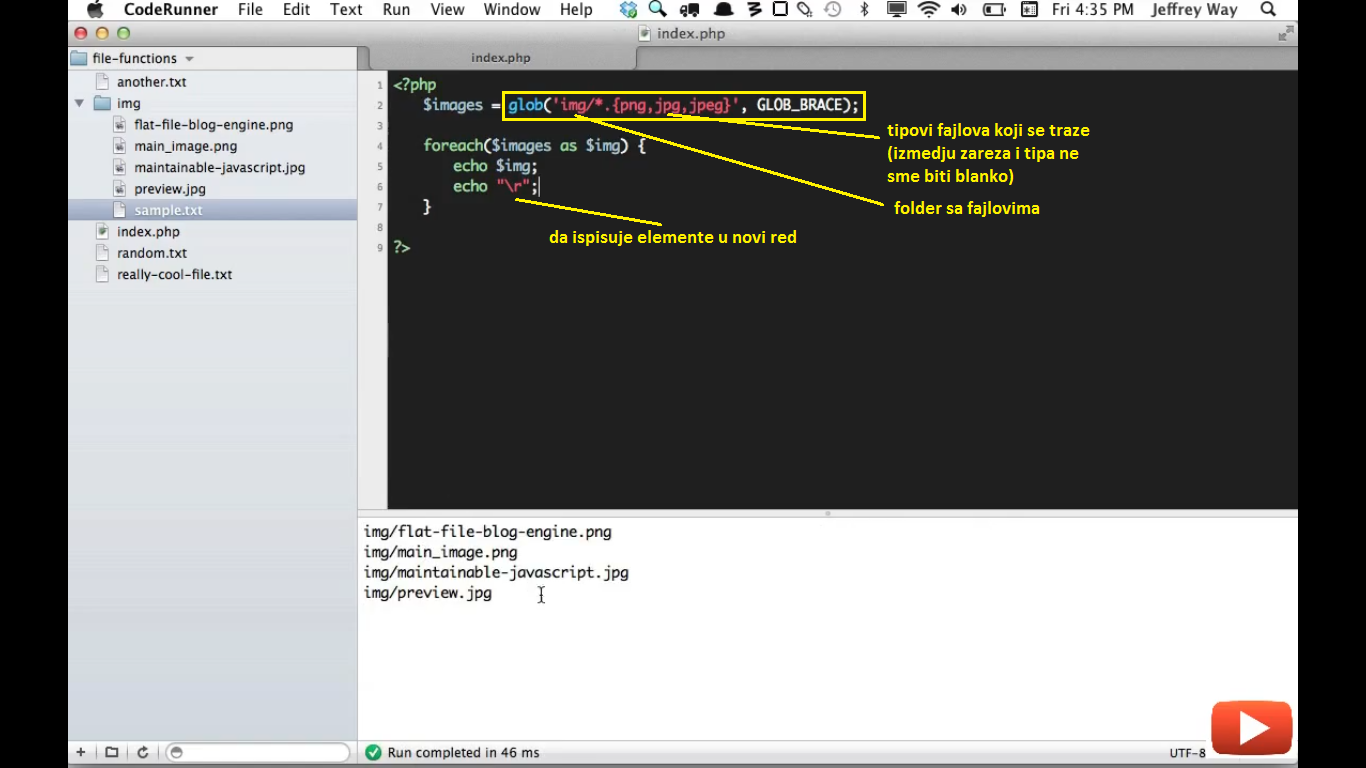 CodeRunner File Edit Text Run View Window Help Fri 4:35 PM Jeffrey Way
index.php
file-functions
index.php
another.txt
img
flat-file-blog-engine.png
main_image.png
maintainable-javascript.jpg
preview.jpg
sample.txt
index.php
random.txt
really-cool-file.txt
1 <?php
2 $images = glob('img/*.{png,jpg,jpeg}', GLOB_BRACE);
3
4 foreach($images as $img) {
5 echo $img;
6 echo "\r";
7 }
8
9 ?>
tipovi fajlova koji se traze
(izmedju zareza i tipa ne
sme biti blanko)
folder sa fajlovima
da ispisuje elemente u novi red
img/flat-file-blog-engine.png
img/main_image.png
img/maintainable-javascript.jpg
img/preview.jpg
Run completed in 46 ms
UTF-8